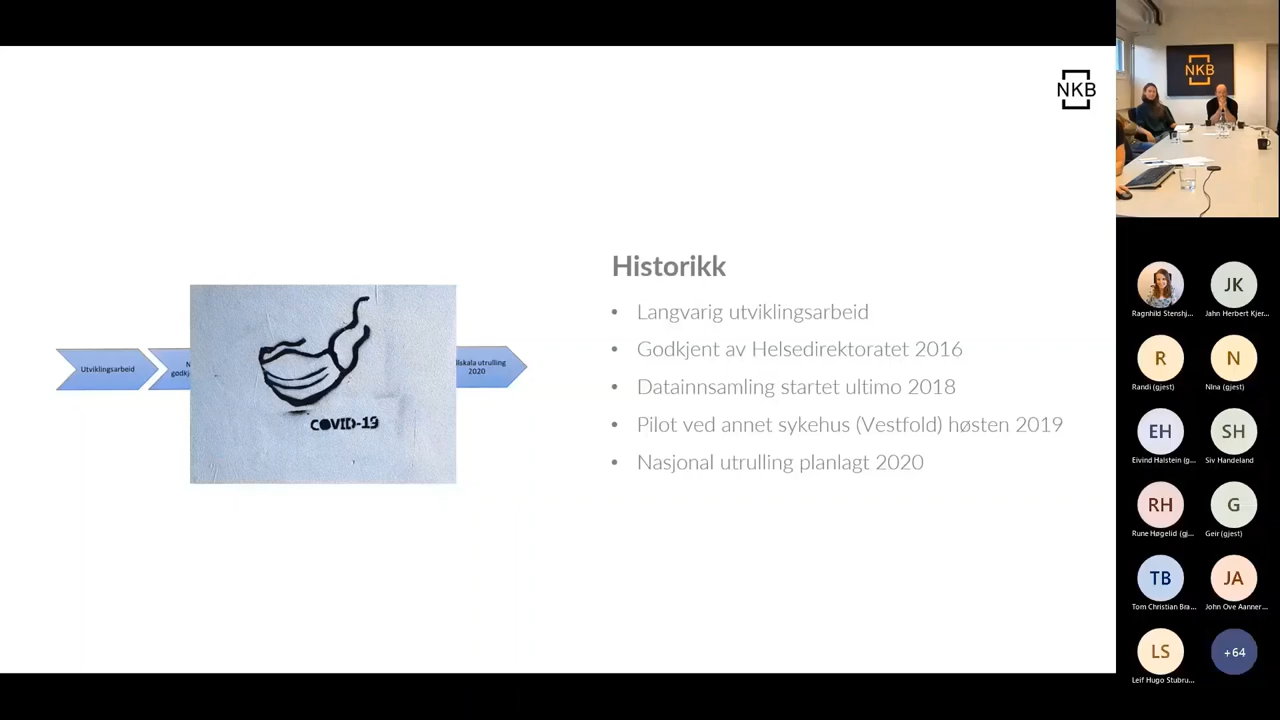 NKB
Historikk
• Langvarig utviklingsarbeid
• Godkjent av Helsedirektoratet 2016
• Datainnsamling startet ultimo 2018
• Pilot ved annet sykehus (Vestfold) høsten 2019
• Nasjonal utrulling planlagt 2020
Utviklingsarbeid
COVID-19
utrulling
2020
NKB
Ragnhild Stenshj...
JK
Jahn Herbert Kjer...
R
Randi (gjest)
N
NIna (gjest)
EH
Eivind Halstein (g...
SH
Siv Handeland
RH
Rune Høgelid (gj...
G
Geir (gjest)
TB
Tom Christian Bra...
JA
John Ove Aanner...
LS
Leif Hugo Stubru...
+64